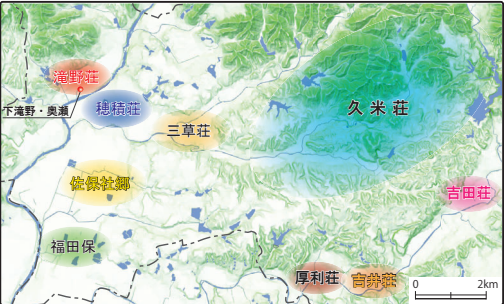 滝野荘
下滝野・奥瀬
穂積荘
久米荘
三草荘
佐保社郷
吉田荘
福田保
厚利荘
吉井荘
0 2km